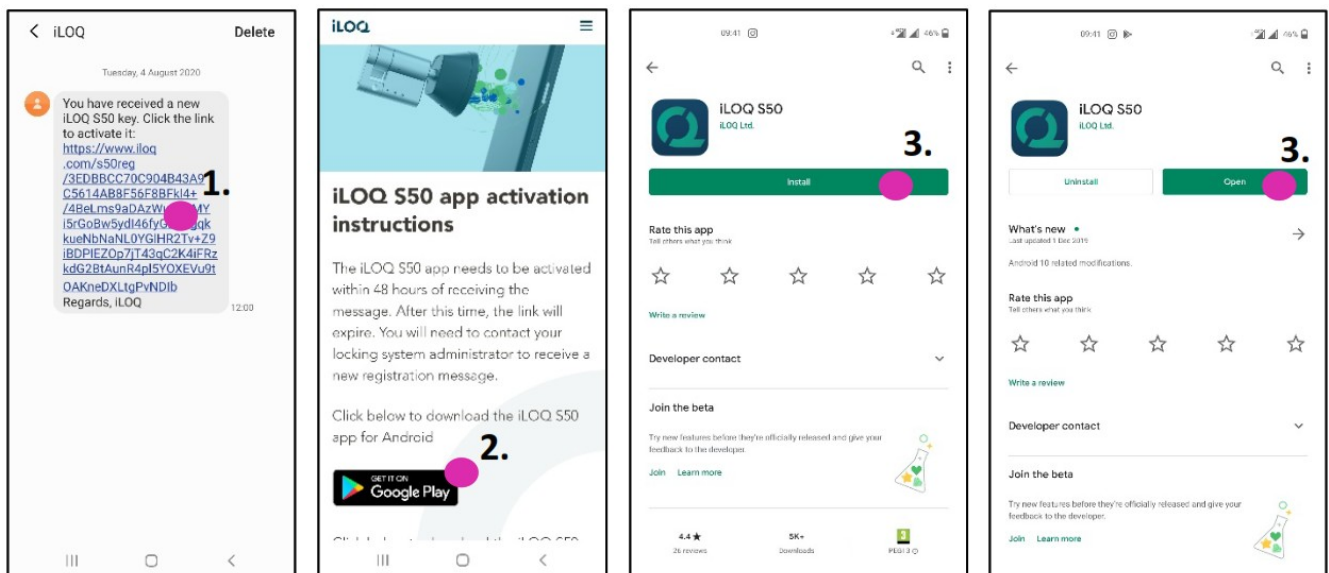 iLOQ
Delete
Tuesday, 4 August 2020
You have received a new
iLOQ S50 key. Click the link
to activate it:
https://www.iloq
.com/s50reg
/3EDBBCC70C904B43A9
C5614AB8F56F8BFkl4+
/4BeLms9aDAzW MY
i5rGoBw5ydl46fyG gqk
kueNbNaNL0YGlHR2Tv+Z9
iBDPlEZOp7jT43qC2K4iFRz
kdG2BtAunR4pl5YOXEVu9t
OAKneDXLtgPvNDIb
Regards, iLOQ
12:00
1.
iLOQ
iLOQ S50 app activation
instructions
The iLOQ S50 app needs to be activated
within 48 hours of receiving the
message. After this time, the link will
expire. You will need to contact your
locking system administrator to receive a
new registration message.
Click below to download the iLOQ S50
app for Android
2.
GET IT ON
Google Play
09:41
46%
iLOQ S50
iLOQ Ltd.
3.
Install
Rate this app
Tell others what you think
Write a review
Developer contact
Join the beta
Try new features before they're officially released and give your
feedback to the developer.
Join Learn more
4.4★
26 reviews
5K+
Downloads
3
PEGI 3
09:41
46%
iLOQ S50
iLOQ Ltd.
3.
Uninstall
Open
What's new
Last updated 1 Dec 2019
Android 10 related modifications.
Rate this app
Tell others what you think
Write a review
Developer contact
Join the beta
Try new features before they're officially released and give your
feedback to the developer.
Join Learn more